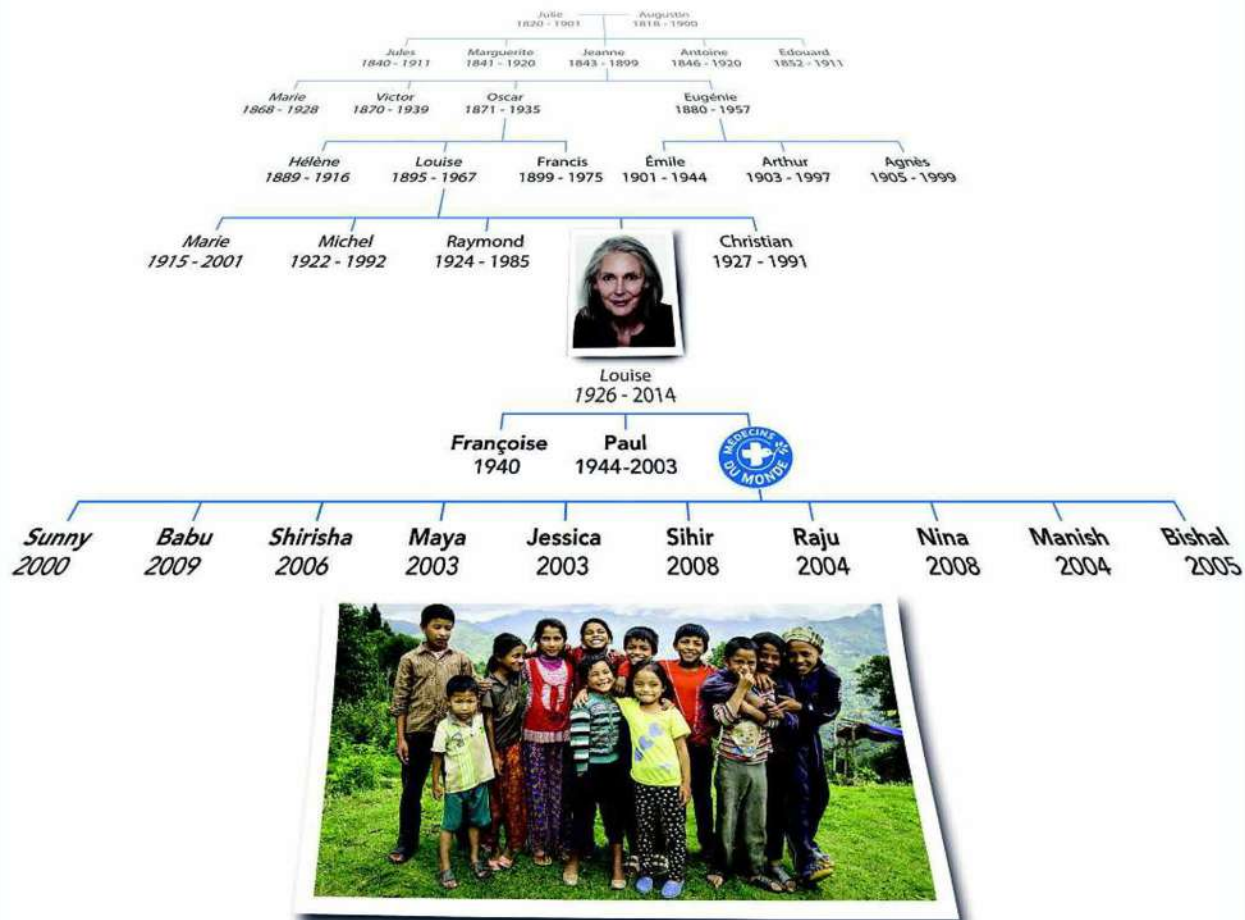 Julie Augustin
1820 - 1901 1818 - 1900
Jules Marguerite Jeanne Antoine Edouard
1840 - 1911 1841 - 1920 1843 - 1899 1846 - 1920 1852 - 1911
Marie Victor Oscar Eugénie
1868 - 1928 1870 - 1939 1871 - 1935 1880 - 1957
Hélène Louise Francis Émile Arthur Agnès
1889 - 1916 1895 - 1967 1899 - 1975 1901 - 1944 1903 - 1997 1905 - 1999
Marie Michel Raymond Christian
1915 - 2001 1922 - 1992 1924 - 1985 1927 - 1991
Louise
1926 - 2014
Françoise Paul MÉDECINS
1940 1944-2003 DU MONDE
Sunny Babu Shirisha Maya Jessica Sihir Raju Nina Manish Bishal
2000 2009 2006 2003 2003 2008 2004 2008 2004 2005